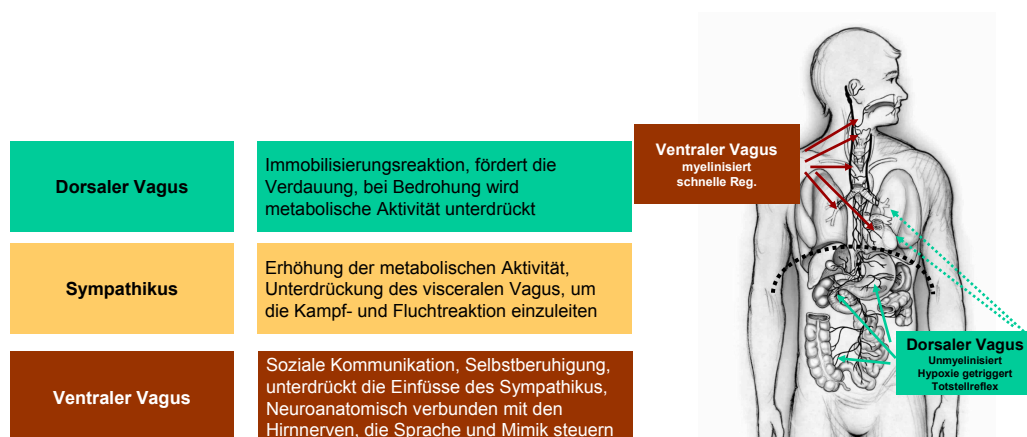 Dorsaler Vagus
Immobilisierungsreaktion, fördert die
Verdauung, bei Bedrohung wird
metabolische Aktivität unterdrückt
Sympathikus
Erhöhung der metabolischen Aktivität,
Unterdrückung des visceralen Vagus, um
die Kampf- und Fluchtreaktion einzuleiten
Ventraler Vagus
Soziale Kommunikation, Selbstberuhigung,
unterdrückt die Einfüsse des Sympathikus,
Neuroanatomisch verbunden mit den
Hirnnerven, die Sprache und Mimik steuern
Ventraler Vagus
myelinisiert
schnelle Reg.
Dorsaler Vagus
Unmyelinisiert
Hypoxie getriggert
Totstellreflex